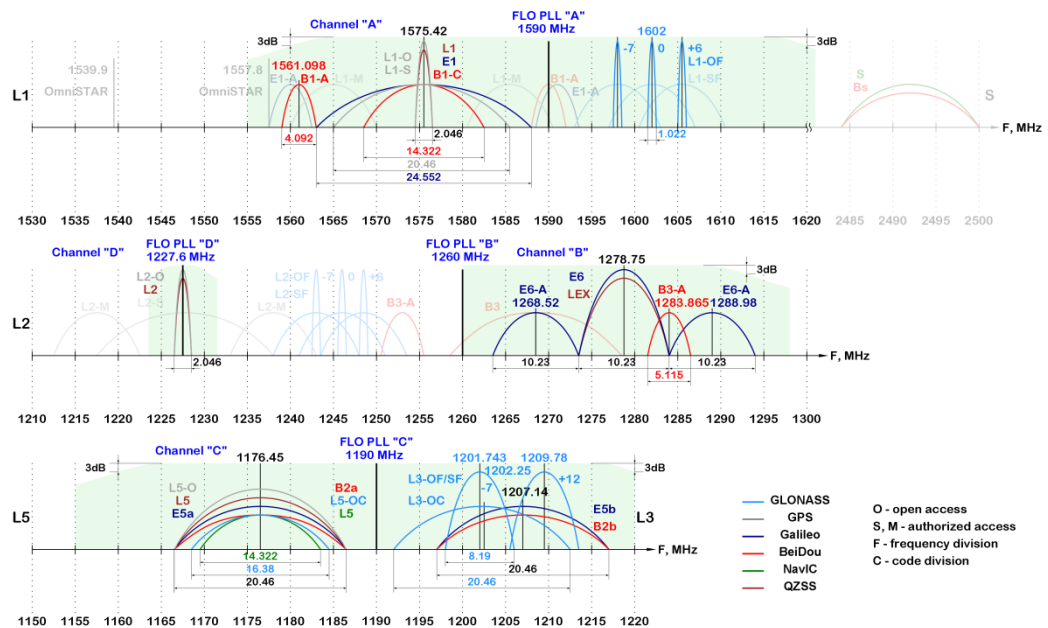 Channel "A"
1575.42
FLO PLL "A"
1590 MHz
1602
3dB
3dB
-7
0
+6
L1-OF
L1-SF
1539.9
OmniSTAR
1557.8
OmniSTAR
1561.098
B1-A
E1-A
L1-M
L1-O
L1-S
L1
E1
B1-C
L1-M
B1-A
E1-A
S
Bs
S
L1
F, MHz
4.092
2.046
1.022
14.322
20.46
24.552
1530 1535 1540 1545 1550 1555 1560 1565 1570 1575 1580 1585 1590 1595 1600 1605 1610 1615 1620 2485 2495 2500
Channel "D"
FLO PLL "D"
1227.6 MHz
FLO PLL "B"
1260 MHz
Channel "B"
1278.75
3dB
L2-O
L2
L2-S
L2-M
L2-M
L2-OF
L2-SF
-7
0
+6
B3-A
B3
E6-A
1268.52
E6
LEX
B3-A
1283.865
E6-A
1288.98
L2
F, MHz
2.046
10.23
10.23
10.23
5.115
1210 1215 1220 1225 1230 1235 1240 1245 1250 1255 1260 1265 1270 1275 1280 1285 1290 1295 1300
Channel "C"
1176.45
FLO PLL "C"
1190 MHz
1201.743
1209.78
1202.25
3dB
3dB
L5-O
L5
E5a
B2a
L5-OC
L5
L3-OF/SF
L3-OC
-7
1207.14
+12
E5b
B2b
L5
L3
F, MHz
14.322
16.38
20.46
8.19
20.46
20.46
1150 1155 1160 1165 1170 1175 1180 1185 1190 1195 1200 1205 1210 1215 1220
GLONASS
GPS
Galileo
BeiDou
NavIC
QZSS
O - open access
S, M - authorized access
F - frequency division
C - code division